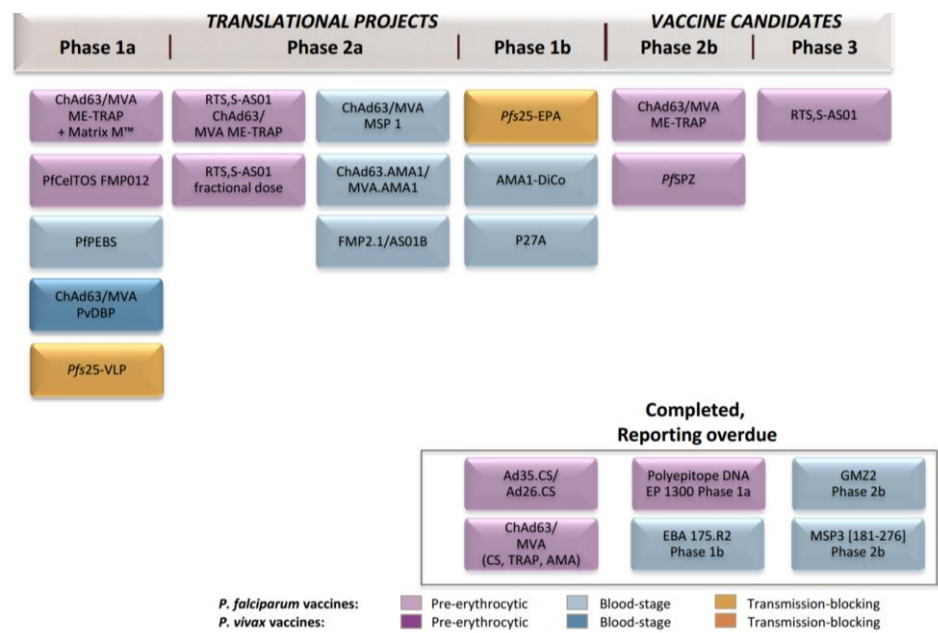 TRANSLATIONAL PROJECTS
VACCINE CANDIDATES
Phase 1a | Phase 2a | Phase 1b | Phase 2b | Phase 3
ChAd63/MVA
ME-TRAP
+ Matrix M™
PfCelTOS FMP012
PfPEBS
ChAd63/MVA
PvDBP
Pfs25-VLP
RTS,S-AS01
ChAd63/
MVA ME-TRAP
RTS,S-AS01
fractional dose
ChAd63/MVA
MSP 1
ChAd63.AMA1/
MVA.AMA1
FMP2.1/AS01B
Pfs25-EPA
AMA1-DiCo
P27A
ChAd63/MVA
ME-TRAP
PfSPZ
RTS,S-AS01
Completed,
Reporting overdue
Ad35.CS/
Ad26.CS
Polyepitope DNA
EP 1300 Phase 1a
GMZ2
Phase 2b
ChAd63/
MVA
(CS, TRAP, AMA)
EBA 175.R2
Phase 1b
MSP3 [181-276]
Phase 2b
P. falciparum vaccines: Pre-erythrocytic Blood-stage Transmission-blocking
P. vivax vaccines: Pre-erythrocytic Blood-stage Transmission-blocking